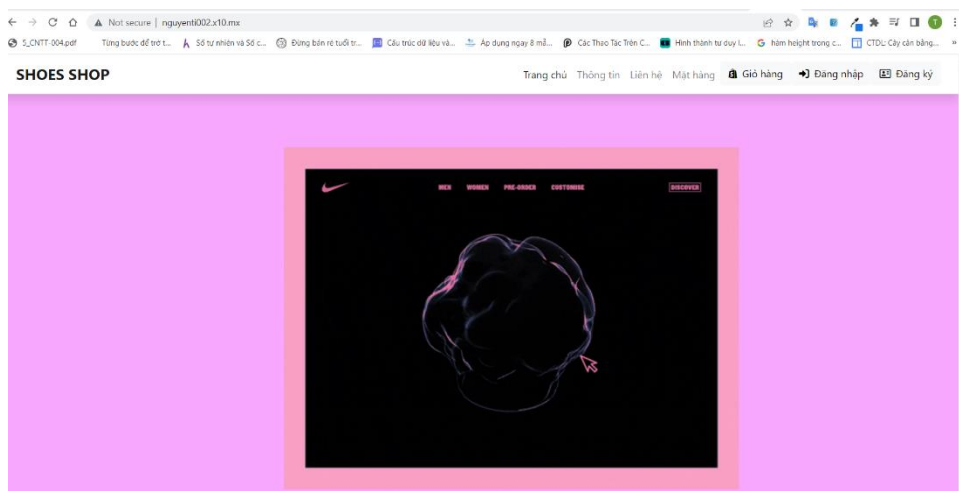 Not secure | nguyenti002.x10.mx
5_CNTT-004.pdf Từng bước để trở t... Số tự nhiên và Số c... Đừng bán rẻ tuổi tr... Cấu trúc dữ liệu và... Áp dụng ngay 8 mẫ... Các Thao Tác Trên C... Hình thành tư duy l... hàm height trong c... CTDL: Cây cân bằng... »
SHOES SHOP Trang chủ Thông tin Liên hệ Mặt hàng Giỏ hàng Đăng nhập Đăng ký
MEN WOMEN PRE-ORDER CUSTOMISE DISCOVER